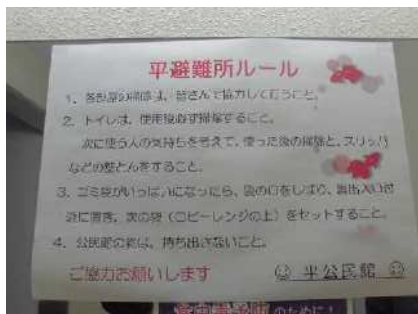 平避難所ルール
1、各部屋の掃除は、皆さんで協力して行うこと。
2、トイレは、使用後必ず掃除すること。
次に使う人の気持ちを考えて、使った後の掃除と、スリッパ
などの整とんをすること。
3、ゴミ袋がいっぱいになったら、袋の口をしばり、裏出入口付
近に置き、次の袋（コピーレンジの上）をセットすること。
4、公民館の物は、持ち出さないこと。
ご協力お願いします
平公民館
のために！